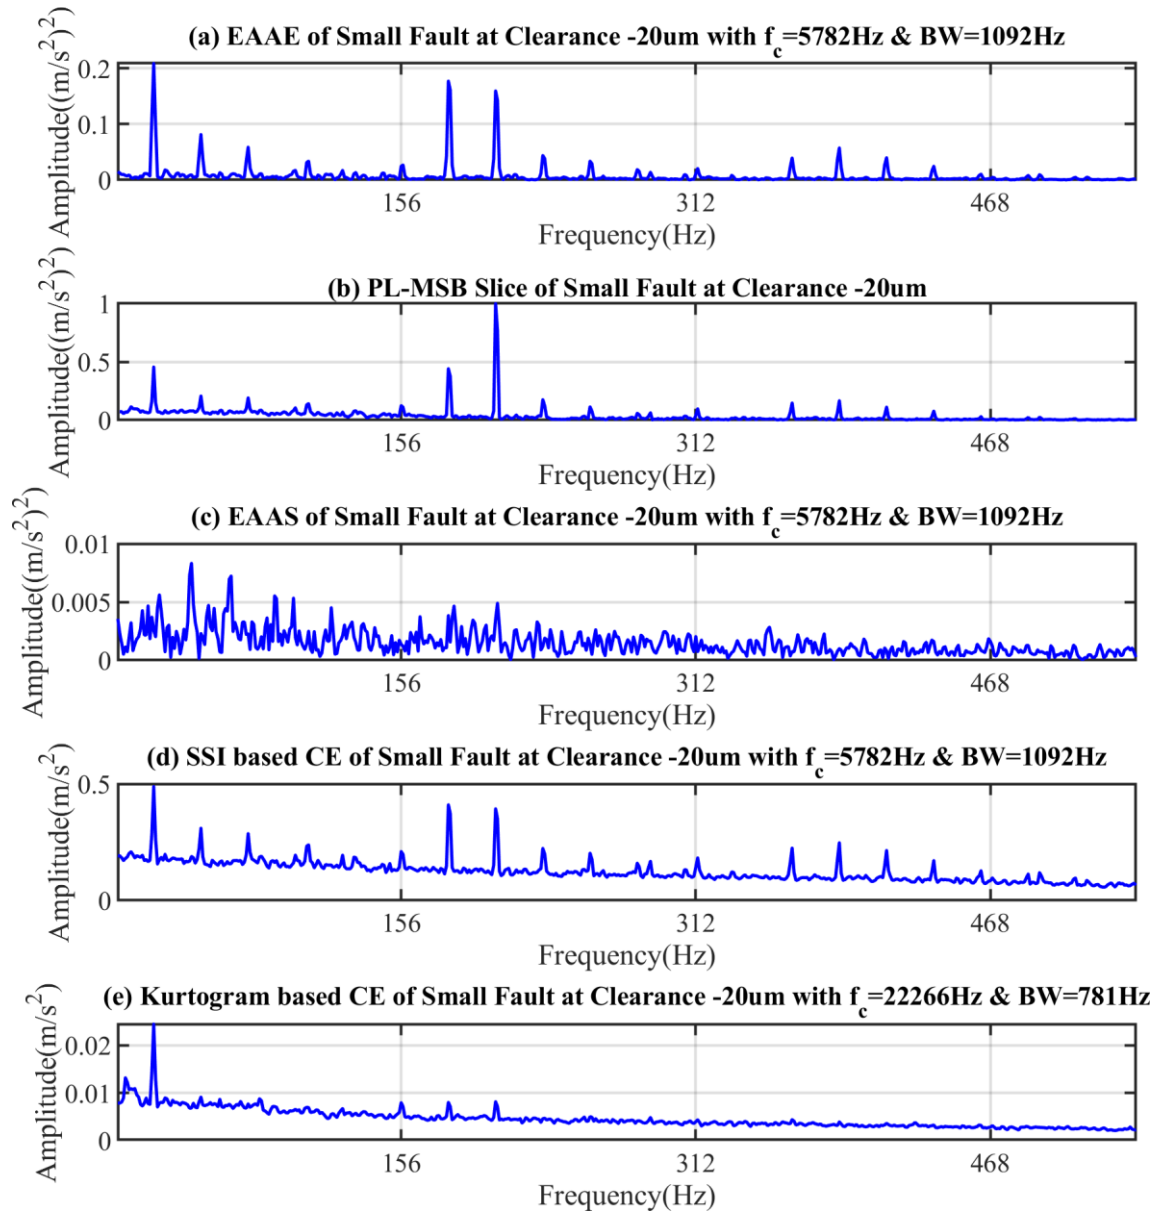 (a) EAAE of Small Fault at Clearance -20um with f_c=5782Hz & BW=1092Hz
Amplitude((m/s²)²)
0.2
0.1
0
156 312 468
Frequency(Hz)
(b) PL-MSB Slice of Small Fault at Clearance -20um
Amplitude((m/s²)²)
1
0.5
0
156 312 468
Frequency(Hz)
(c) EAAS of Small Fault at Clearance -20um with f_c=5782Hz & BW=1092Hz
Amplitude((m/s²)²)
0.01
0.005
0
156 312 468
Frequency(Hz)
(d) SSI based CE of Small Fault at Clearance -20um with f_c=5782Hz & BW=1092Hz
Amplitude(m/s²)
0.5
0
156 312 468
Frequency(Hz)
(e) Kurtogram based CE of Small Fault at Clearance -20um with f_c=22266Hz & BW=781Hz
Amplitude(m/s²)
0.02
0.01
0
156 312 468
Frequency(Hz)